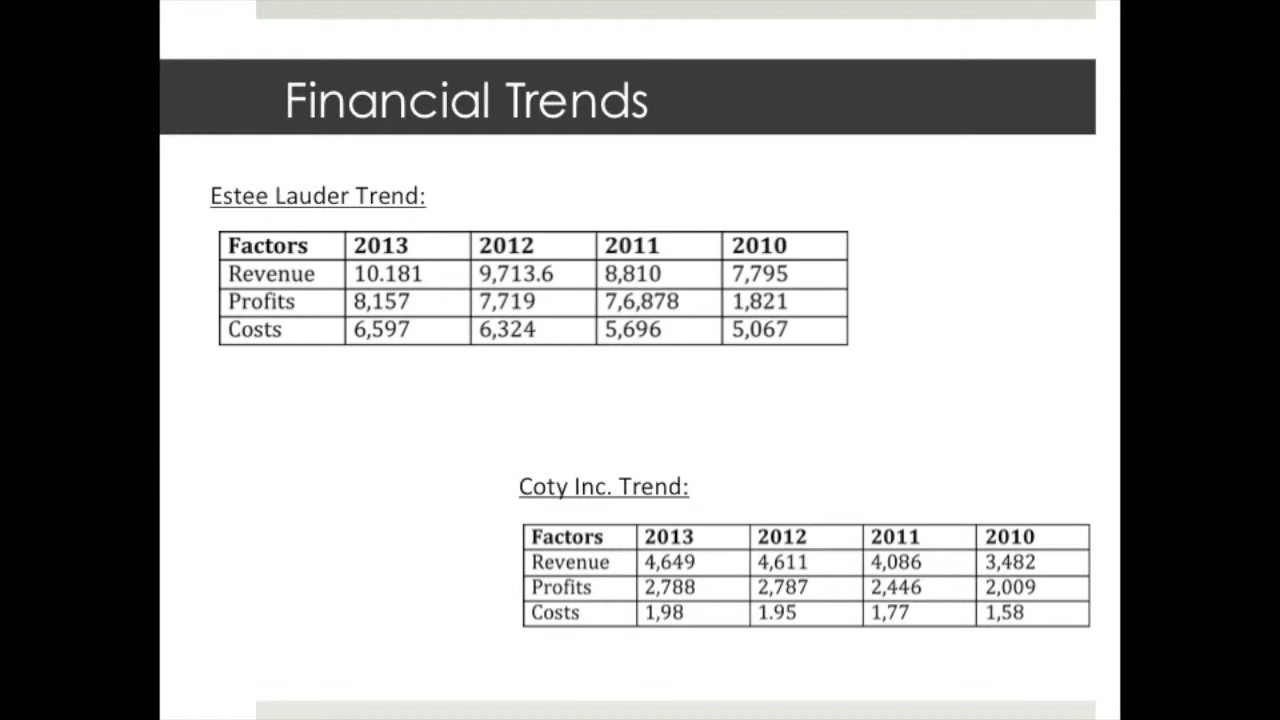 Financial Trends
Estee Lauder Trend:
Factors 2013 2012 2011 2010
Revenue 10.181 9,713.6 8,810 7,795
Profits 8,157 7,719 7,6,878 1,821
Costs 6,597 6,324 5,696 5,067
Coty Inc. Trend:
Factors 2013 2012 2011 2010
Revenue 4,649 4,611 4,086 3,482
Profits 2,788 2,787 2,446 2,009
Costs 1,98 1.95 1,77 1,58